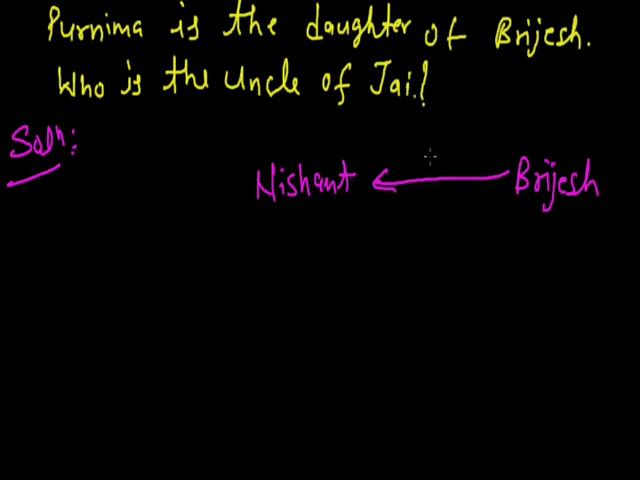 Purnima is the daughter of Brijesh.
Who is the Uncle of Jai?
Soln:
Nishant Brijesh